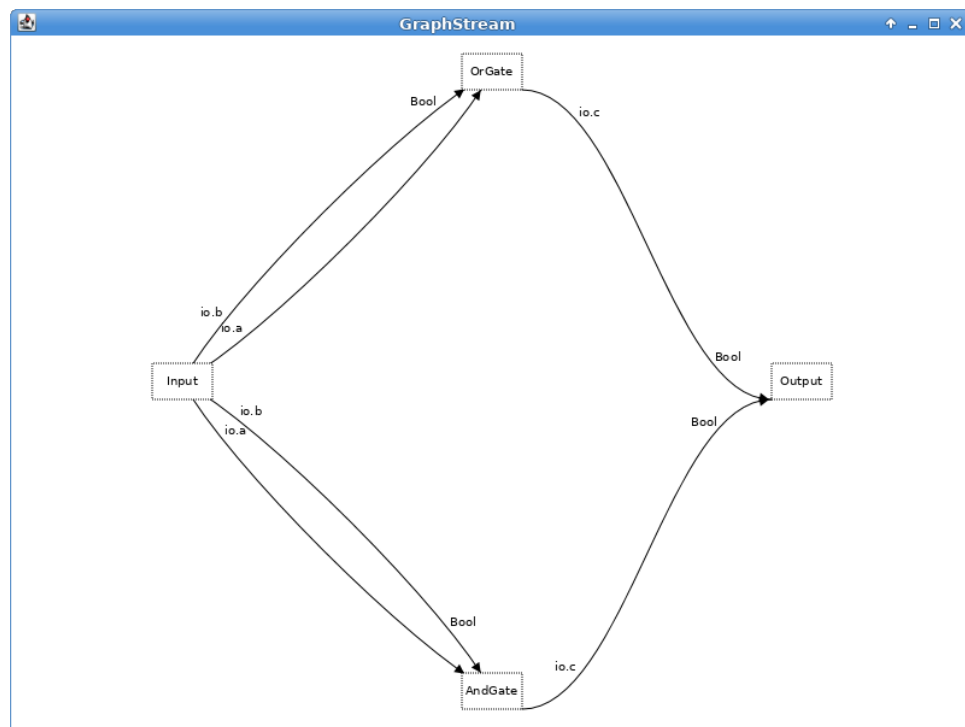 GraphStream
OrGate
Bool
io.c
io.b
io.a
Bool
Input
Output
io.b
io.a
Bool
Bool
io.c
AndGate